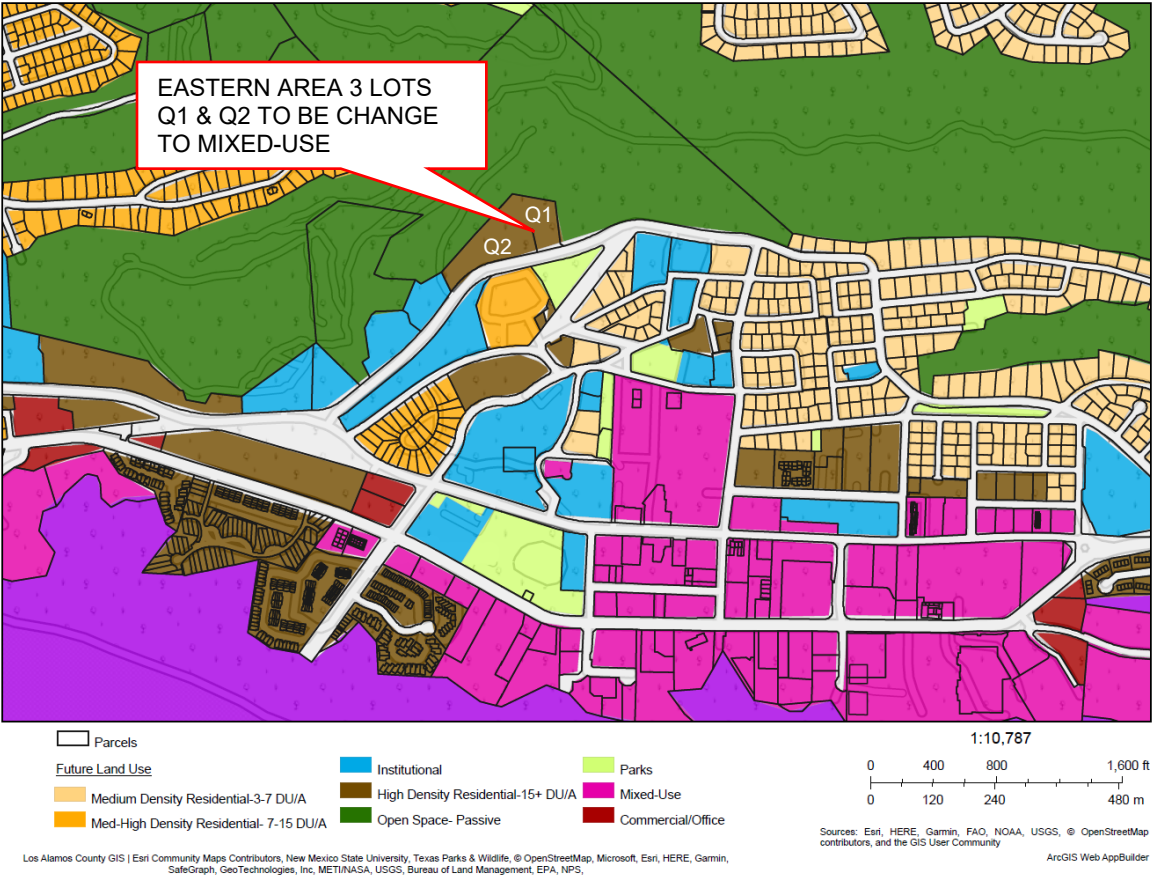 EASTERN AREA 3 LOTS
Q1 & Q2 TO BE CHANGE
TO MIXED-USE
Q1
Q2
Parcels
Future Land Use
Medium Density Residential-3-7 DU/A
Med-High Density Residential- 7-15 DU/A
Institutional
High Density Residential-15+ DU/A
Open Space- Passive
Parks
Mixed-Use
Commercial/Office
1:10,787
0 400 800 1,600 ft
0 120 240 480 m
Sources: Esri, HERE, Garmin, FAO, NOAA, USGS, © OpenStreetMap
contributors, and the GIS User Community
ArcGIS Web AppBuilder
Los Alamos County GIS | Esri Community Maps Contributors, New Mexico State University, Texas Parks & Wildlife, © OpenStreetMap, Microsoft, Esri, HERE, Garmin,
SafeGraph, GeoTechnologies, Inc, METI/NASA, USGS, Bureau of Land Management, EPA, NPS,